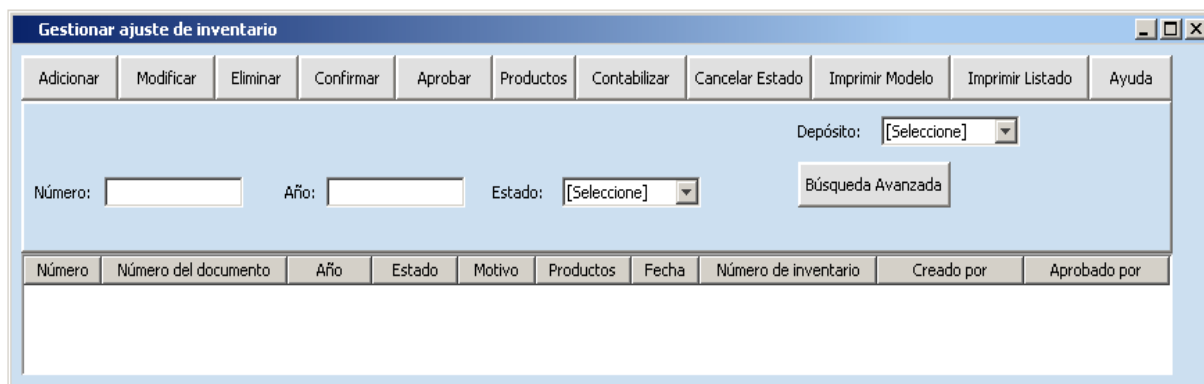 Gestionar ajuste de inventario
Adicionar Modificar Eliminar Confirmar Aprobar Productos Contabilizar Cancelar Estado Imprimir Modelo Imprimir Listado Ayuda
Depósito: [Seleccione]
Número: Año: Estado: [Seleccione] Búsqueda Avanzada
Número Número del documento Año Estado Motivo Productos Fecha Número de inventario Creado por Aprobado por